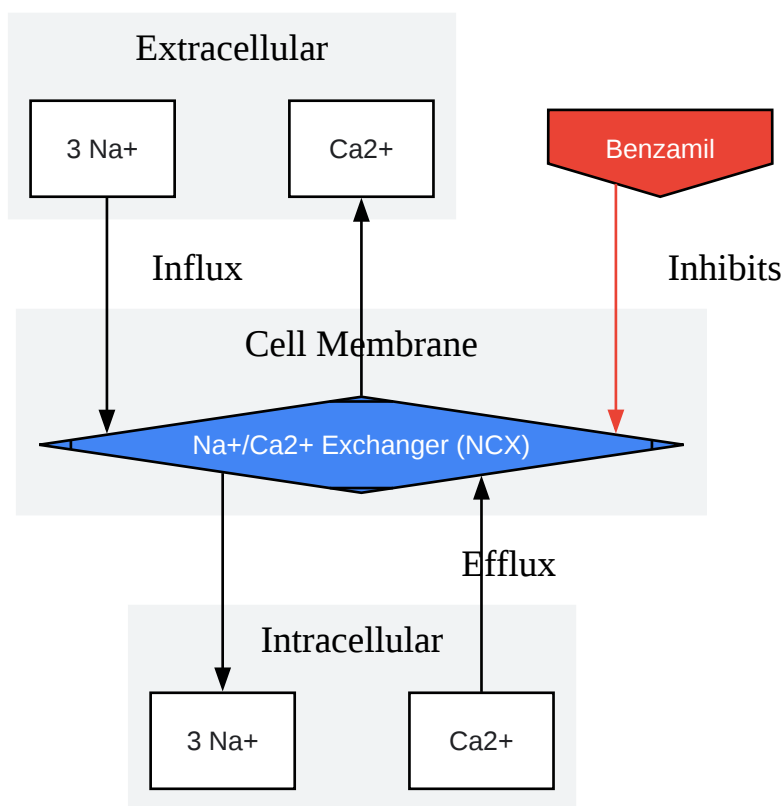 Extracellular
3 Na+
Ca2+
Benzamil
Influx
Inhibits
Cell Membrane
Na+/Ca2+ Exchanger (NCX)
Efflux
Intracellular
3 Na+
Ca2+